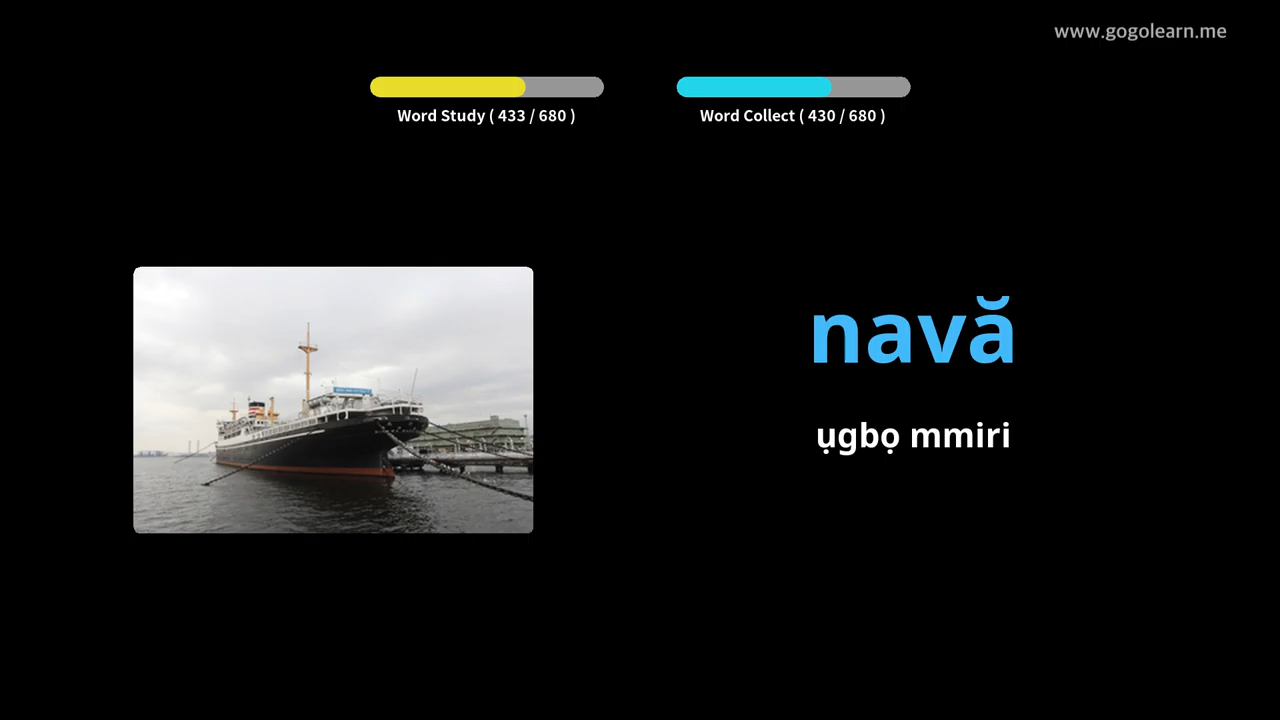 www.gogolearn.me
Word Study ( 433 / 680 )
Word Collect ( 430 / 680 )
navă
ụgbọ mmiri